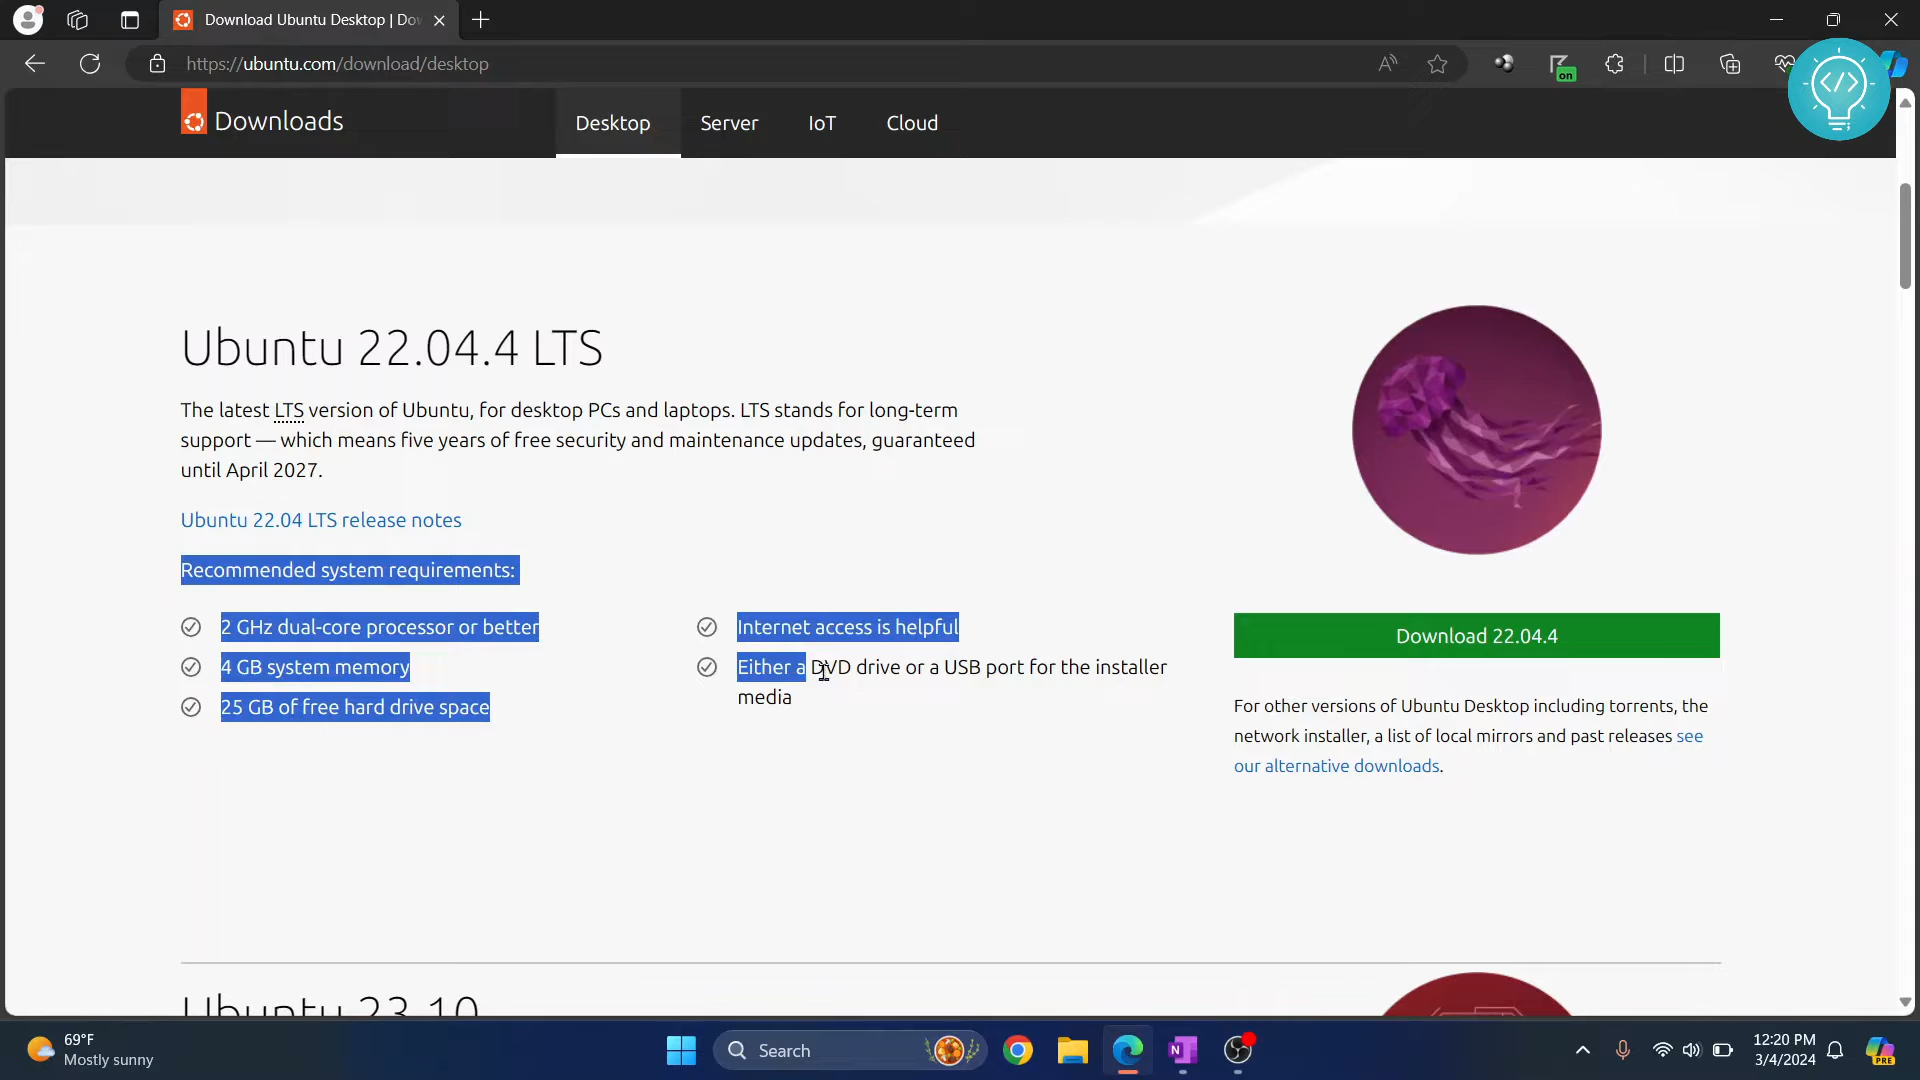 Download Ubuntu Desktop | Dow
https://ubuntu.com/download/desktop
on
Downloads
Desktop
Server
IoT
Cloud
Ubuntu 22.04.4 LTS
The latest LTS version of Ubuntu, for desktop PCs and laptops. LTS stands for long-term
support — which means five years of free security and maintenance updates, guaranteed
until April 2027.
Ubuntu 22.04 LTS release notes
Recommended system requirements:
2 GHz dual-core processor or better
4 GB system memory
25 GB of free hard drive space
Internet access is helpful
Either a DVD drive or a USB port for the installer
media
Download 22.04.4
For other versions of Ubuntu Desktop including torrents, the
network installer, a list of local mirrors and past releases see
our alternative downloads.
Ubuntu 23.10
69°F
Mostly sunny
Search
12:20 PM
3/4/2024
PRE